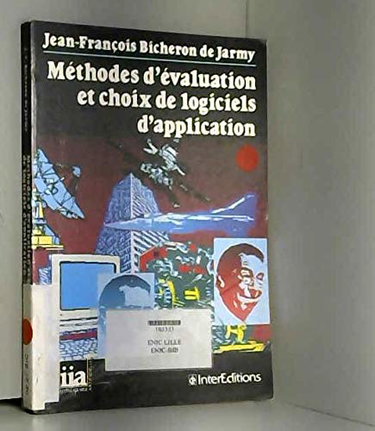 Jean-François Bicheron de Jarmy
Méthodes d'évaluation
et choix de logiciels
d'application
ENIC LILLE
iia
InterEditions